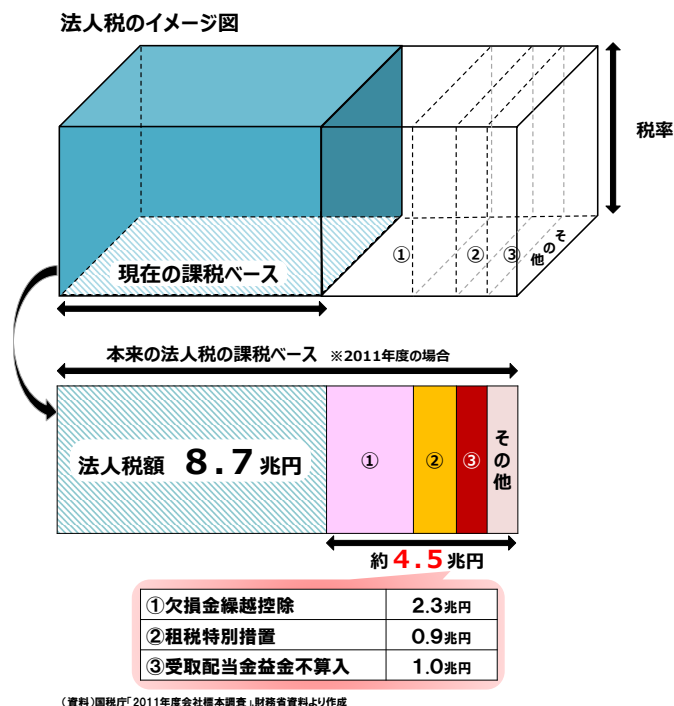 法人税のイメージ図
税率
① ② ③ その他
現在の課税ベース
本来の法人税の課税ベース ※2011年度の場合
法人税額 8.7兆円
① ② ③ その他
約4.5兆円
①欠損金繰越控除 2.3兆円
②租税特別措置 0.9兆円
③受取配当金益金不算入 1.0兆円
(資料)国税庁「2011年度会社標本調査」、財務省資料より作成